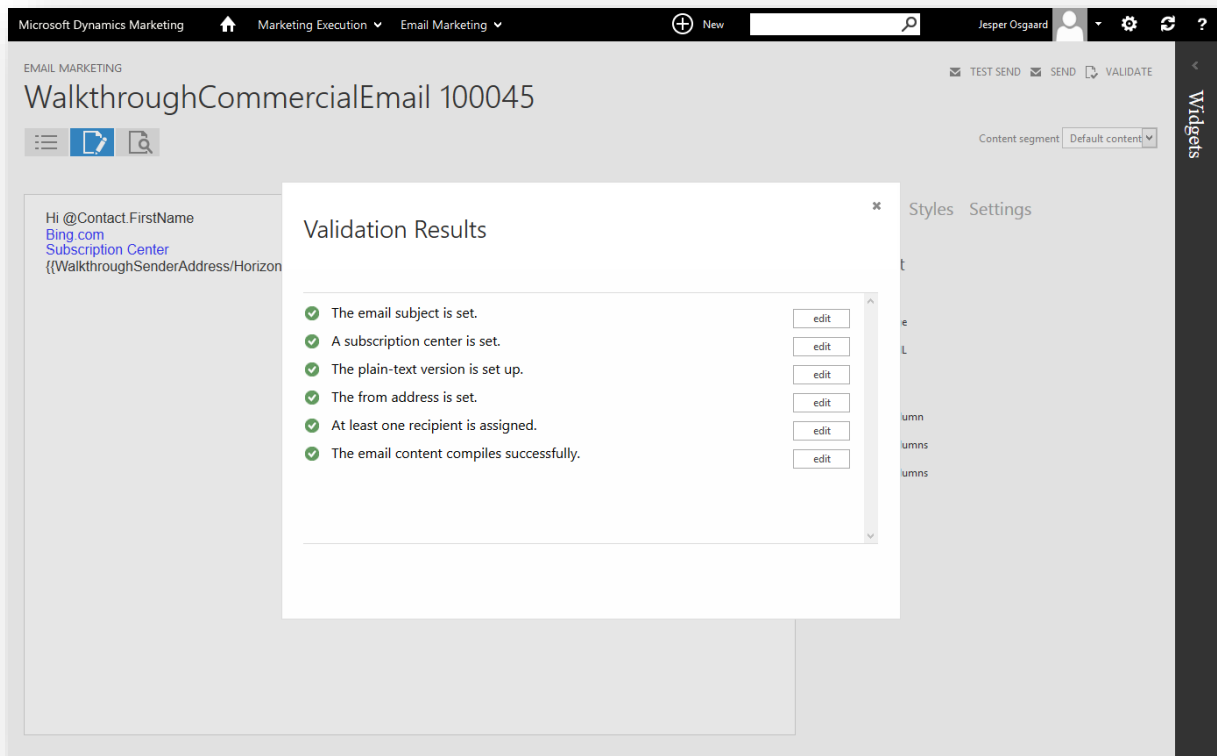 Microsoft Dynamics Marketing Marketing Execution Email Marketing New Jesper Osgaard ?
EMAIL MARKETING
TEST SEND SEND VALIDATE
WalkthroughCommercialEmail 100045
Widgets
Content segment Default content
Hi @Contact.FirstName
Bing.com
Subscription Center
{{WalkthroughSenderAddress/Horizon
Styles Settings
Validation Results
The email subject is set. edit
A subscription center is set. edit
The plain-text version is set up. edit
The from address is set. edit
At least one recipient is assigned. edit
The email content compiles successfully. edit
umn
umns
umns